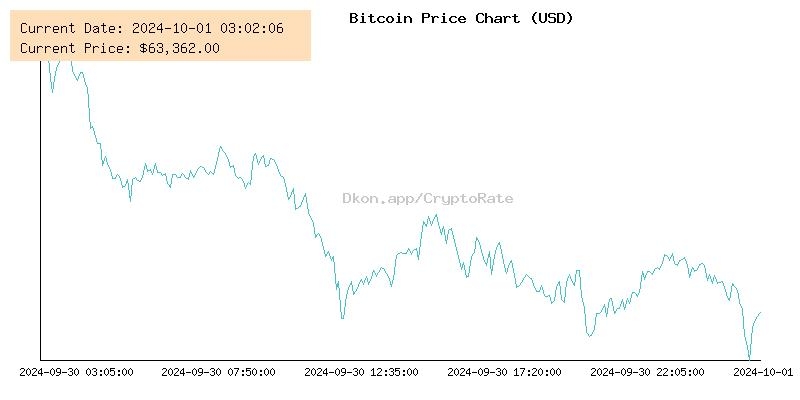 Bitcoin Price Chart (USD)
Current Date: 2024-10-01 03:02:06
Current Price: $63,362.00
Dkon.app/CryptoRate
2024-09-30 03:05:00 2024-09-30 07:50:00 2024-09-30 12:35:00 2024-09-30 17:20:00 2024-09-30 22:05:00 2024-10-01